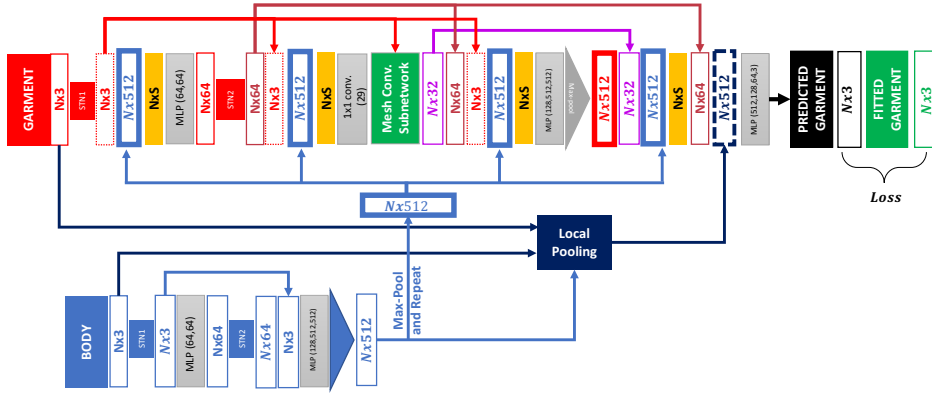 GARMENT
Nx3
STN1
Nx3
Nx512
NxS
MLP (64,64)
Nx64
STN2
Nx64
Nx3
Nx512
NxS
1x1 conv.
(29)
Mesh Conv.
Subnetwork
Nx32
Nx64
Nx3
Nx512
NxS
MLP (128,512,512)
Max-pool
Nx512
Nx32
Nx512
NxS
Nx64
Nx512
MLP (512,128,64,3)
PREDICTED
GARMENT
Nx3
FITTED
GARMENT
Nx3
Loss
Nx512
Local
Pooling
Max-Pool
and Repeat
BODY
Nx3
STN1
Nx3
MLP (64,64)
Nx64
STN2
Nx64
Nx3
MLP (128,512,512)
Nx512